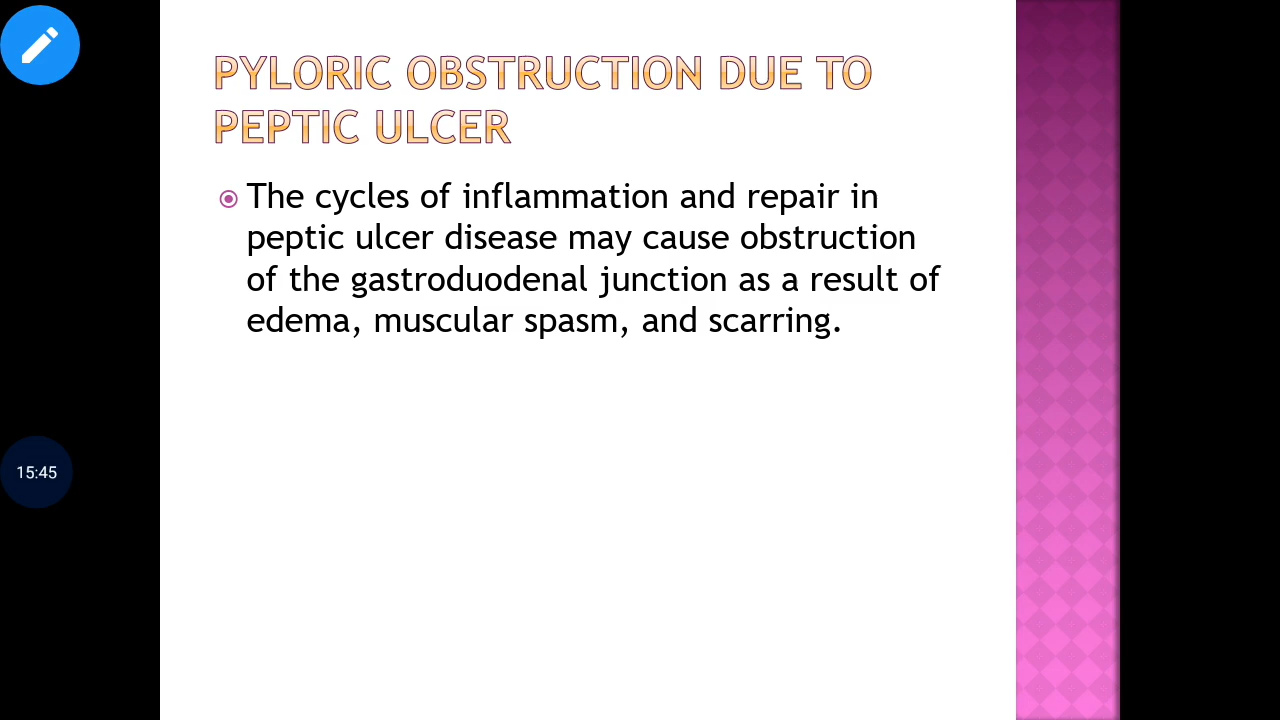 PYLORIC OBSTRUCTION DUE TO
PEPTIC ULCER
The cycles of inflammation and repair in
peptic ulcer disease may cause obstruction
of the gastroduodenal junction as a result of
edema, muscular spasm, and scarring.
15:45